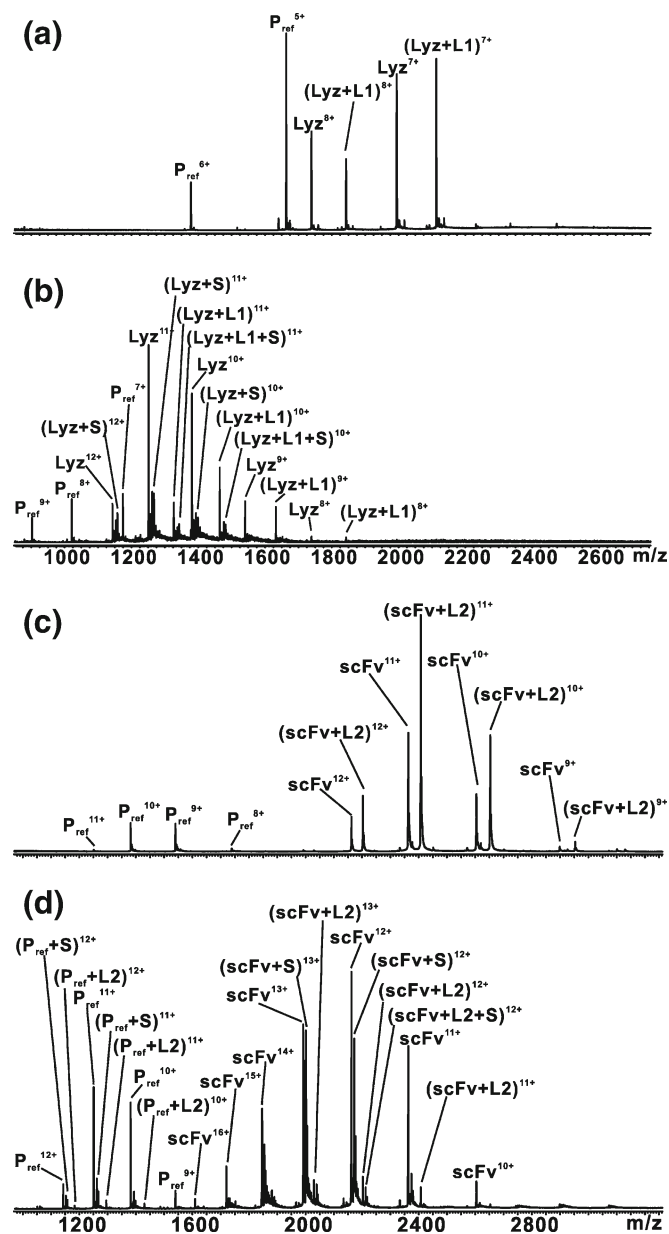 (a)
Pref5+
(Lyz+L1)7+
Lyz7+
(Lyz+L1)8+
Lyz8+
Pref6+
(b)
(Lyz+S)11+
(Lyz+L1)11+
Lyz11+
(Lyz+L1+S)11+
Lyz10+
Pref7+
(Lyz+S)10+
(Lyz+S)12+
(Lyz+L1)10+
(Lyz+L1+S)10+
Lyz12+
Lyz9+
Pref8+
(Lyz+L1)9+
Pref9+
Lyz8+
(Lyz+L1)8+
1000 1200 1400 1600 1800 2000 2200 2400 2600 m/z
(c)
(scFv+L2)11+
scFv11+
scFv10+
(scFv+L2)10+
(scFv+L2)12+
scFv12+
scFv9+
(scFv+L2)9+
Pref11+
Pref10+
Pref9+
Pref8+
(d)
(scFv+L2)13+
(Pref+S)12+
scFv12+
(scFv+S)13+
(scFv+S)12+
(Pref+L2)12+
(scFv+L2)12+
Pref11+
scFv13+
(scFv+L2+S)12+
(Pref+S)11+
scFv11+
(Pref+L2)11+
scFv14+
Pref10+
scFv15+
(scFv+L2)11+
(Pref+L2)10+
scFv16+
Pref12+
Pref9+
scFv10+
1200 1400 1600 1800 2000 2200 2400 2600 2800 m/z